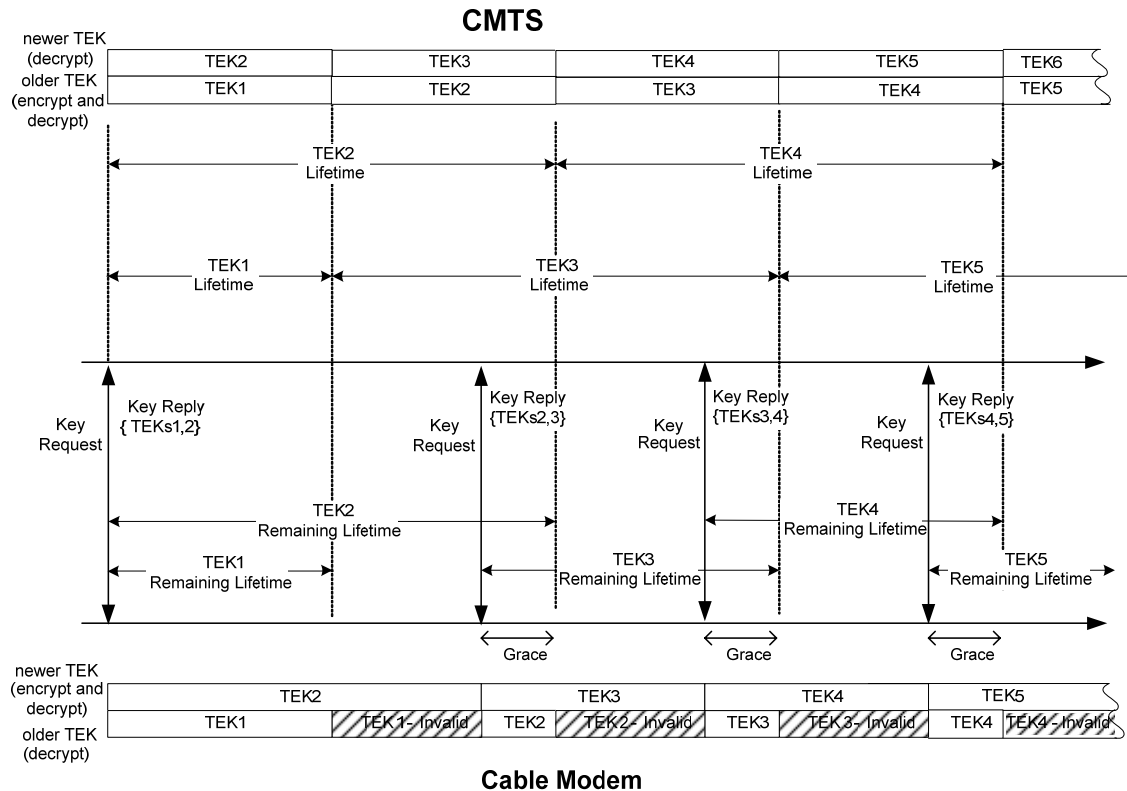 CMTS
newer TEK
(decrypt)
TEK2
TEK3
TEK4
TEK5
TEK6
older TEK
(encrypt and
decrypt)
TEK1
TEK2
TEK3
TEK4
TEK5
TEK2
Lifetime
TEK4
Lifetime
TEK1
Lifetime
TEK3
Lifetime
TEK5
Lifetime
Key
Request
Key Reply
{ TEKs1,2}
Key
Request
Key Reply
{TEKs2,3}
Key
Request
Key Reply
{TEKs3,4}
Key
Request
Key Reply
{TEKs4,5}
TEK2
Remaining Lifetime
TEK4
Remaining Lifetime
TEK1
Remaining Lifetime
TEK3
Remaining Lifetime
TEK5
Remaining Lifetime
Grace
Grace
Grace
newer TEK
(encrypt and
decrypt)
TEK2
TEK3
TEK4
TEK5
older TEK
(decrypt)
TEK1
TEK1- Invalid
TEK2
TEK2- Invalid
TEK3
TEK3- Invalid
TEK4
TEK4 - Invalid
Cable Modem